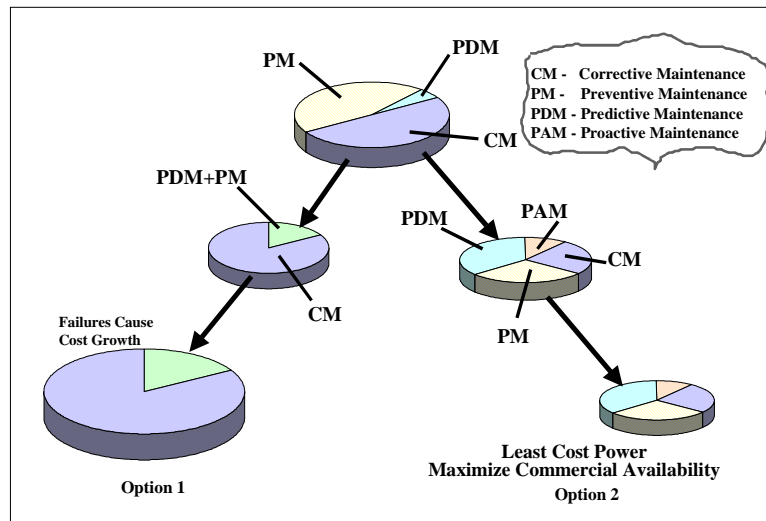 PM
PDM
CM - Corrective Maintenance
PM - Preventive Maintenance
PDM - Predictive Maintenance
PAM - Proactive Maintenance
CM
PDM+PM
CM
PDM
PAM
CM
PM
Failures Cause
Cost Growth
Option 1
Least Cost Power
Maximize Commercial Availability
Option 2